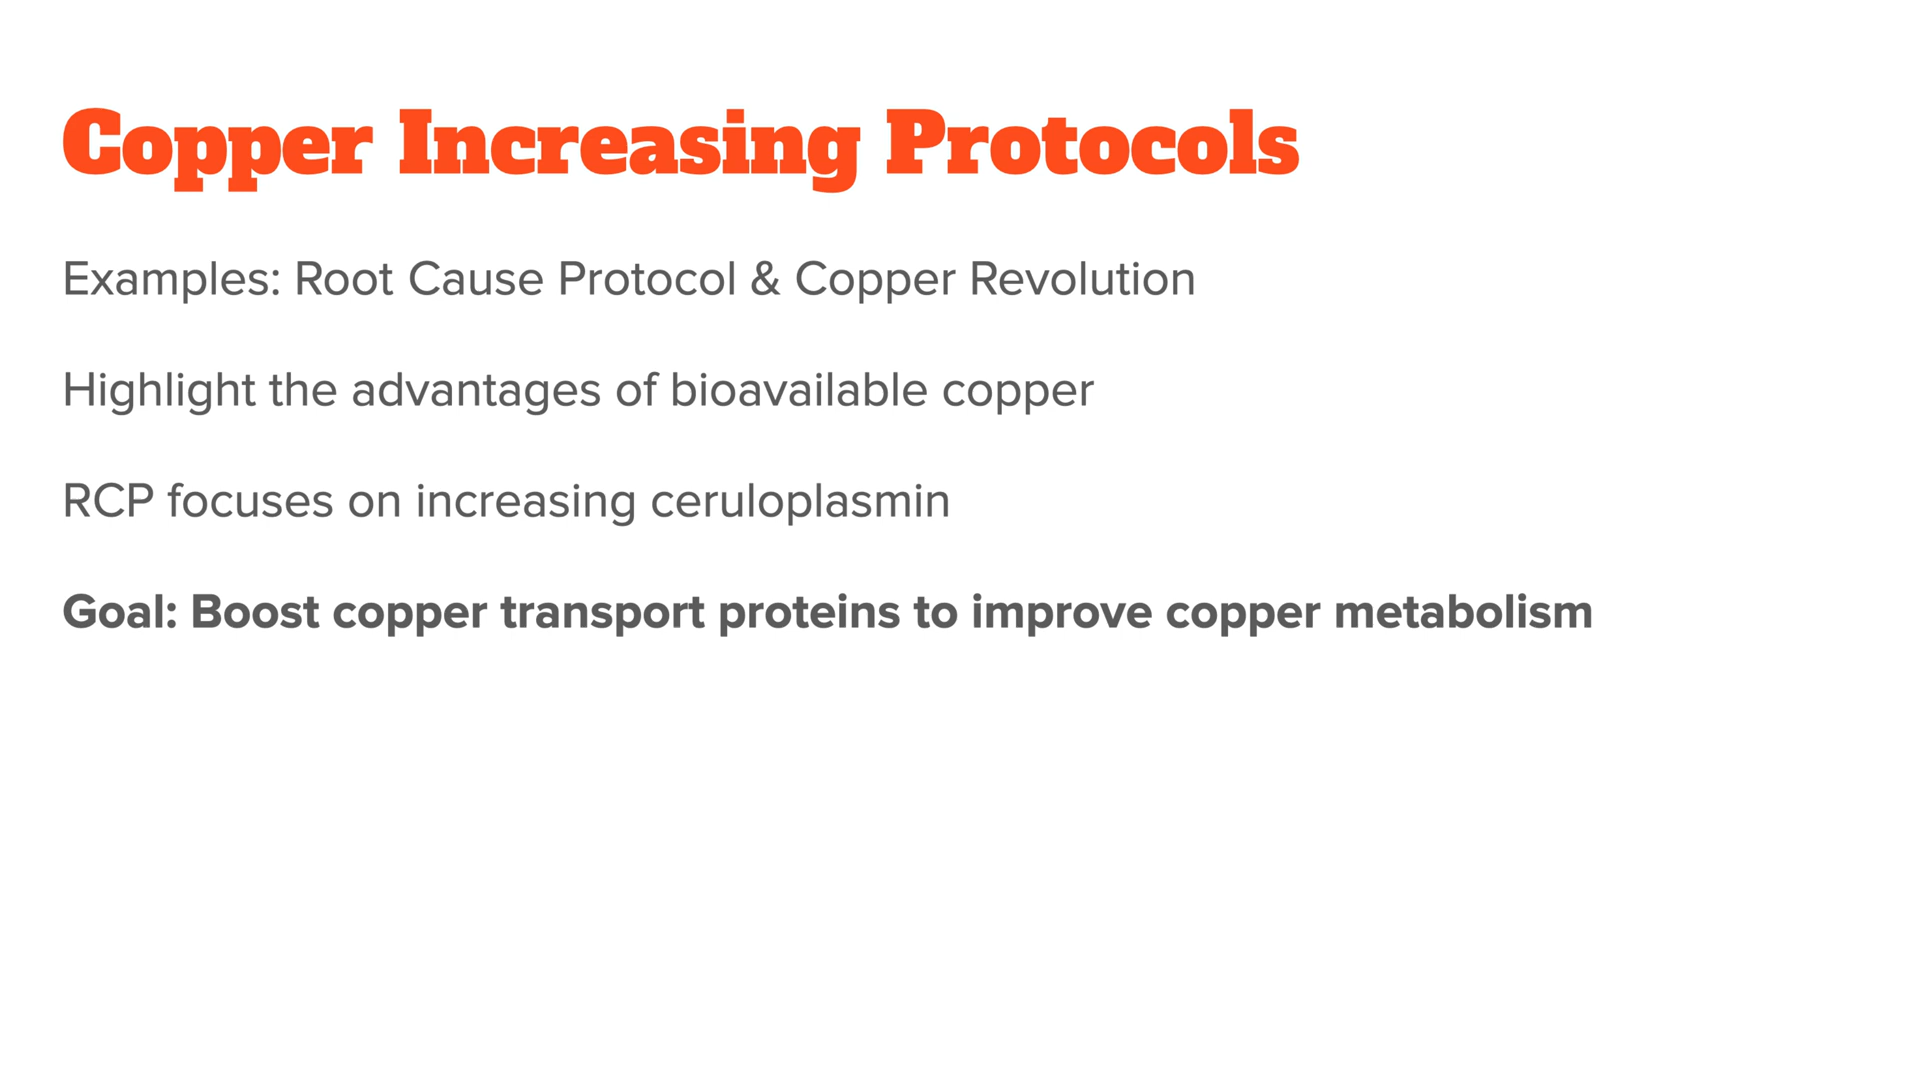 Copper Increasing Protocols
Examples: Root Cause Protocol & Copper Revolution
Highlight the advantages of bioavailable copper
RCP focuses on increasing ceruloplasmin
Goal: Boost copper transport proteins to improve copper metabolism